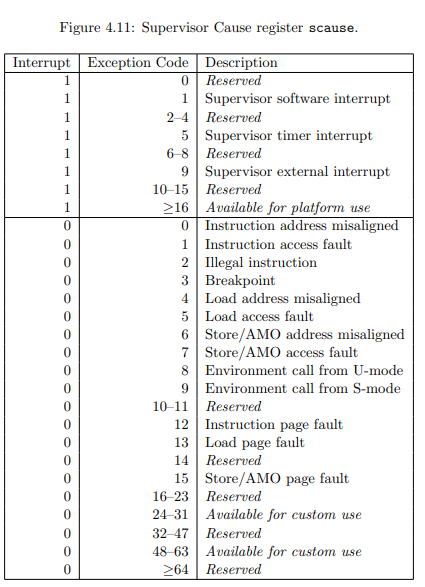 Figure 4.11: Supervisor Cause register scause.
Interrupt Exception Code Description
1 0 Reserved
1 1 Supervisor software interrupt
1 2–4 Reserved
1 5 Supervisor timer interrupt
1 6–8 Reserved
1 9 Supervisor external interrupt
1 10–15 Reserved
1 ≥16 Available for platform use
0 0 Instruction address misaligned
0 1 Instruction access fault
0 2 Illegal instruction
0 3 Breakpoint
0 4 Load address misaligned
0 5 Load access fault
0 6 Store/AMO address misaligned
0 7 Store/AMO access fault
0 8 Environment call from U-mode
0 9 Environment call from S-mode
0 10–11 Reserved
0 12 Instruction page fault
0 13 Load page fault
0 14 Reserved
0 15 Store/AMO page fault
0 16–23 Reserved
0 24–31 Available for custom use
0 32–47 Reserved
0 48–63 Available for custom use
0 ≥64 Reserved